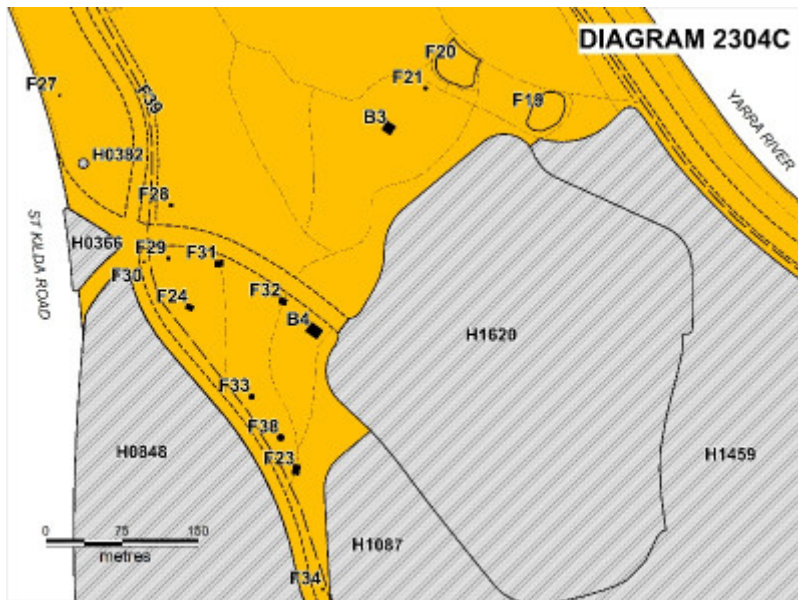 DIAGRAM 2304C
F20
F21
F19
F27
F39
B3
YARRA RIVER
H0382
F28
ST KILDA ROAD
H0366
F29
F31
F30
F24
F32
B4
H1620
F33
F38
H0848
F23
H1459
0 75 150
metres
H1087
F34